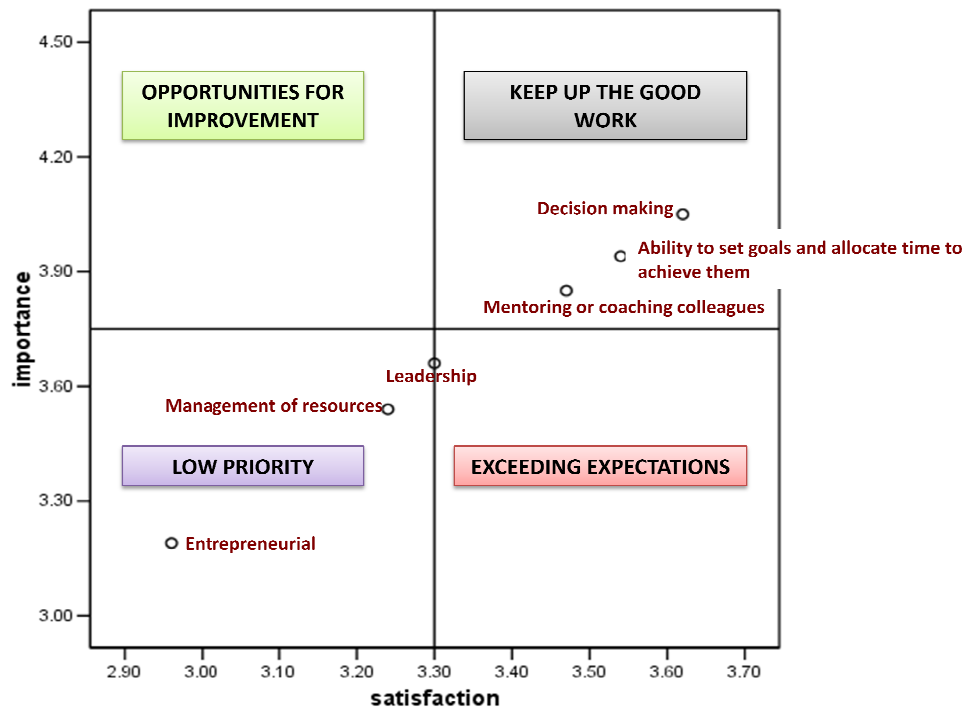 4.50
OPPORTUNITIES FOR
IMPROVEMENT
KEEP UP THE GOOD
WORK
4.20
Decision making
Ability to set goals and allocate time to
achieve them
3.90
Mentoring or coaching colleagues
importance
3.60
Leadership
Management of resources
LOW PRIORITY
EXCEEDING EXPECTATIONS
3.30
Entrepreneurial
3.00
2.90 3.00 3.10 3.20 3.30 3.40 3.50 3.60 3.70
satisfaction